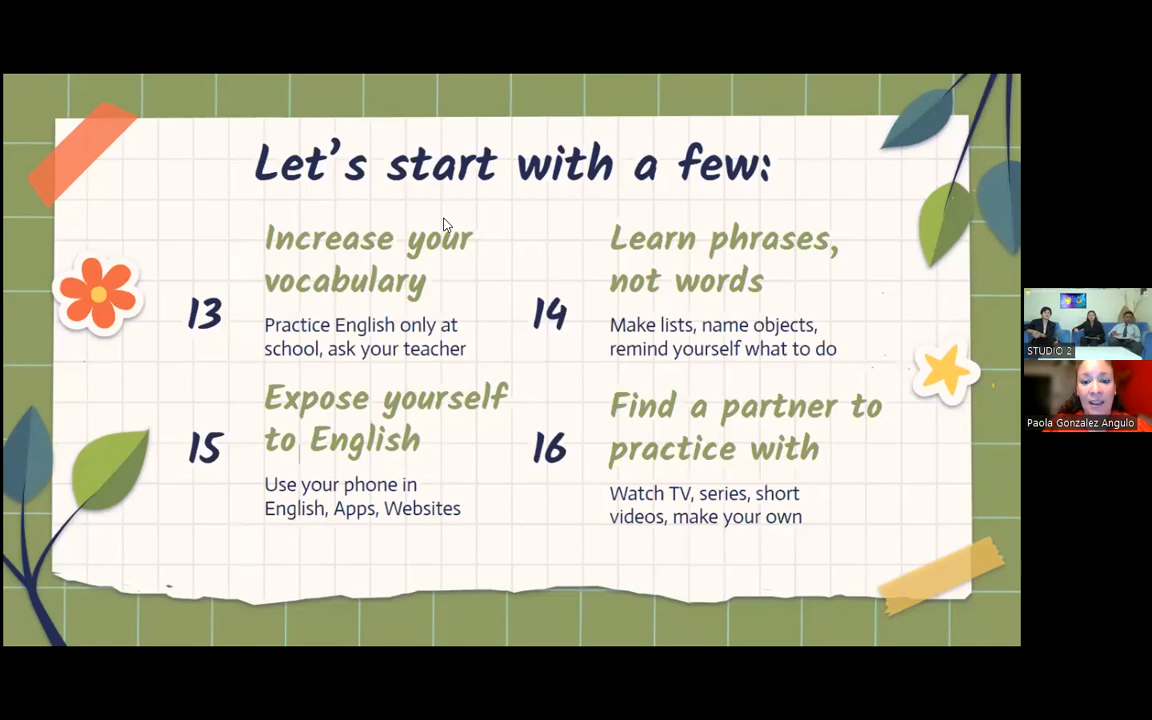 Let's start with a few:
13
Increase your
vocabulary
Practice English only at
school, ask your teacher
14
Learn phrases,
not words
Make lists, name objects,
remind yourself what to do
15
Expose yourself
to English
Use your phone in
English, Apps, Websites
16
Find a partner to
practice with
Watch TV, series, short
videos, make your own
STUDIO 2
Paola Gonzalez Angulo